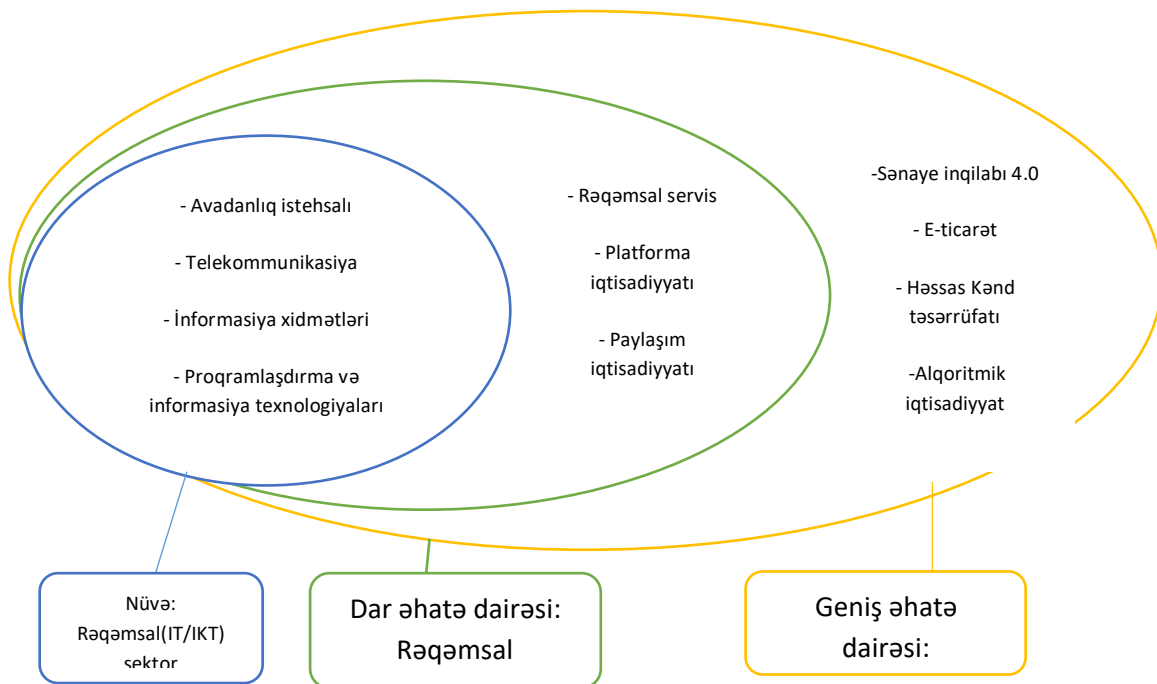 - Avadanlıq istehsalı
- Telekommunikasiya
- İnformasiya xidmətləri
- Proqramlaşdırma və
informasiya texnologiyaları
- Rəqəmsal servis
- Platforma
iqtisadiyyatı
- Paylaşım
iqtisadiyyatı
-Sənaye inqilabı 4.0
- E-ticarət
- Həssas Kənd
təsərrüfatı
-Alqoritmik
iqtisadiyyat
Nüvə:
Rəqəmsal(IT/IKT)
sektor
Dar əhatə dairəsi:
Rəqəmsal
Geniş əhatə
dairəsi: